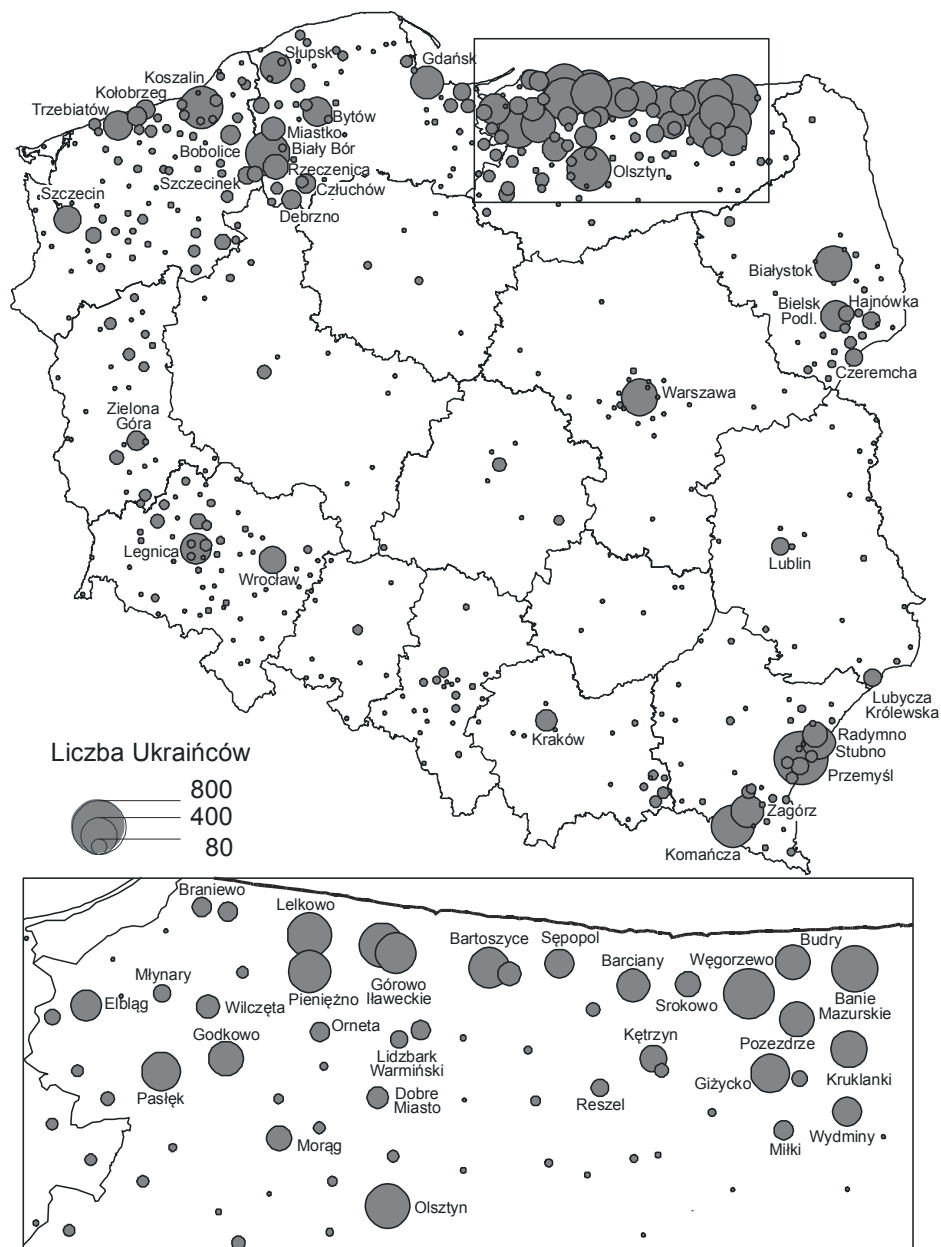 Słupsk
Gdańsk
Koszalin
Kołobrzeg
Trzebiatów
Bytów
Miastko
Bobolice
Biały Bór
Rzeczenica
Szczecinek
Człuchów
Olsztyn
Szczecin
Debrzno
Białystok
Bielsk
Podl.
Hajnówka
Czeremcha
Warszawa
Zielona
Góra
Legnica
Wrocław
Lublin
Lubycza
Królewska
Kraków
Radymno
Stubno
Przemyśl
Zagórz
Komańcza
Liczba Ukraińców
800
400
80
Braniewo
Lelkowo
Bartoszyce
Sępopol
Budry
Barciany
Węgorzewo
Młynary
Elbląg
Wilczęta
Pieniężno
Górowo
Iławeckie
Srokowo
Banie
Mazurskie
Godkowo
Orneta
Lidzbark
Warmiński
Kętrzyn
Pozezdrze
Pasłęk
Dobre
Miasto
Reszel
Giżycko
Kruklanki
Morąg
Miłki
Wydminy
Olsztyn